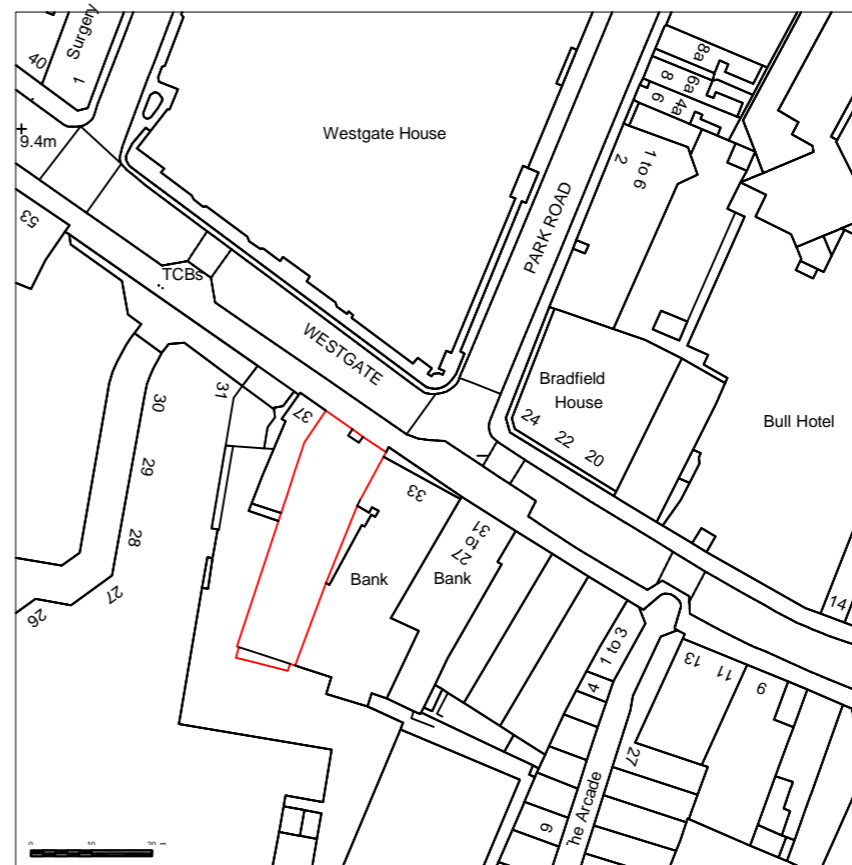 Surgery
40
1
8a
6a
8
4a
6
Westgate House
9.4m
1 to 6
2
53
PARK ROAD
TCBs
WESTGATE
Bradfield
House
30
31
37
24
22
20
Bull Hotel
29
33
28
27 to 31
Bank
Bank
27
26
14
1 to 3
4
13
11
9
27
The Arcade
6
0
10
20
m